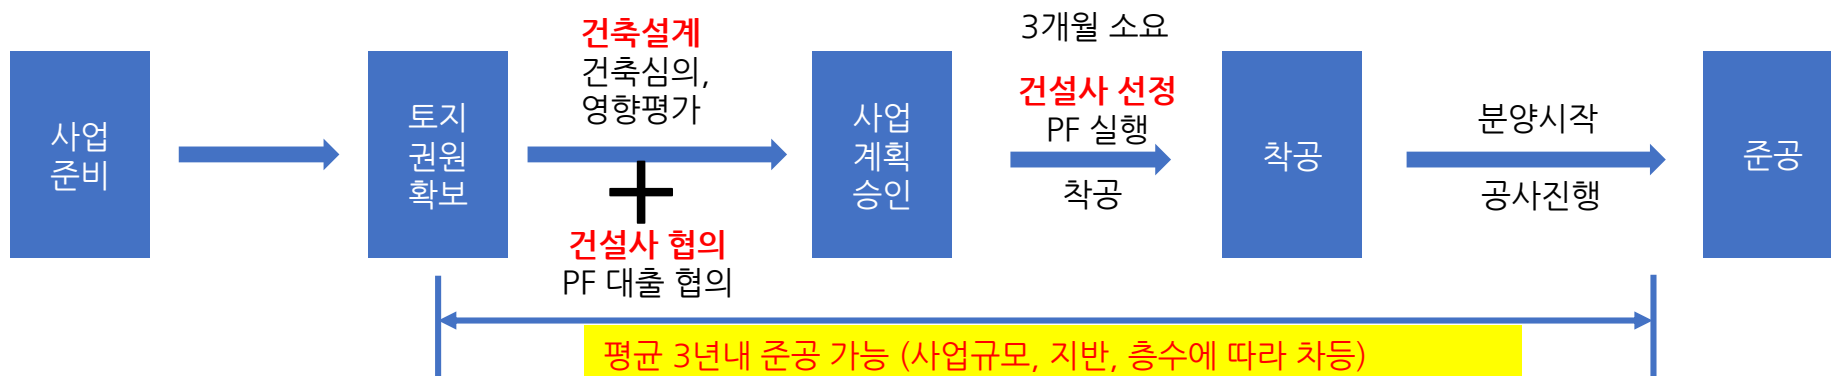 사업
준비
토지
권원
확보
건축설계
건축심의,
영향평가
건설사 협의
PF 대출 협의
사업
계획
승인
3개월 소요
건설사 선정
PF 실행
착공
착공
분양시작
공사진행
준공
평균 3년내 준공 가능 (사업규모, 지반, 층수에 따라 차등)